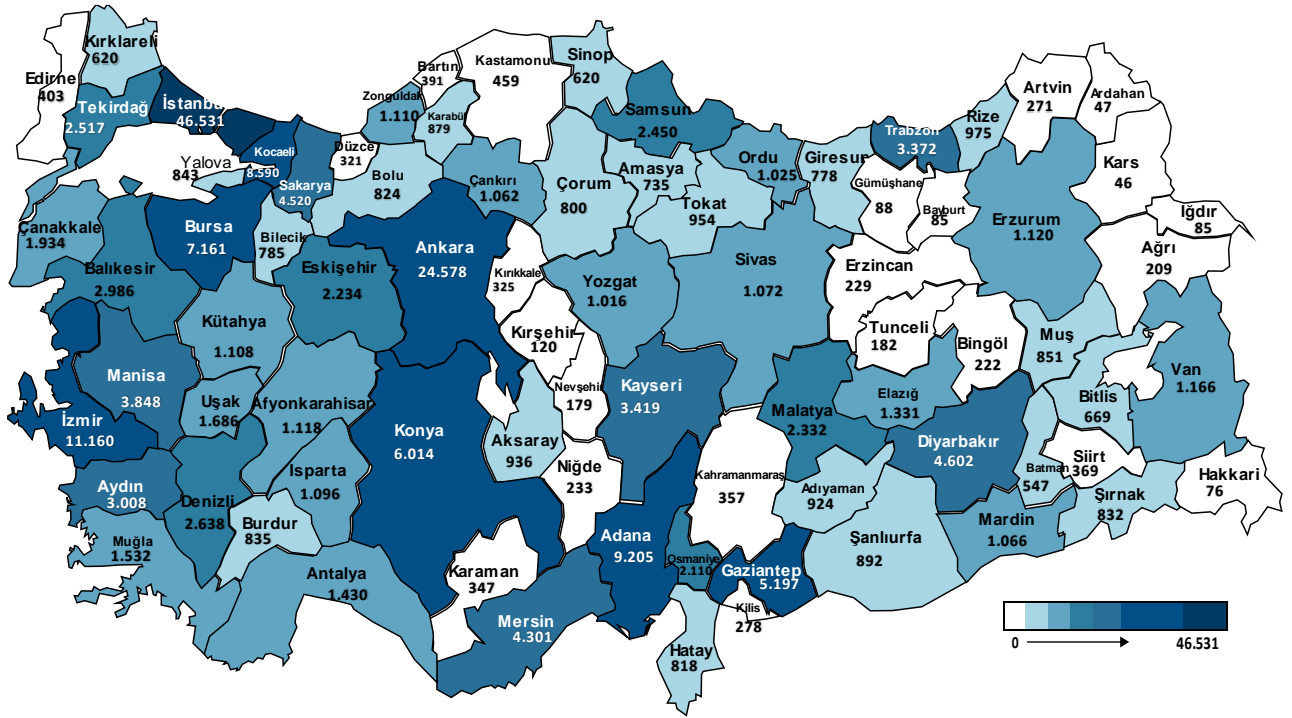 Kırklareli
620
Edirne
403
Tekirdağ
2.517
İstanbu
46.531
Yalova
843
Kocaeli
8.590
Sakarya
4.520
Düzce
321
Zonguldak
1.110
Bartın
391
Karabü
879
Kastamonu
459
Sinop
620
Samsun
2.450
Bolu
824
Çankırı
1.062
Çorum
800
Amasya
735
Tokat
954
Ordu
1.025
Giresun
778
Trabzon
3.372
Rize
975
Artvin
271
Ardahan
47
Kars
46
Gümüşhane
88
Bayburt
85
Erzurum
1.120
Iğdır
85
Ağrı
209
Çanakkale
1.934
Balıkesir
2.986
Bursa
7.161
Bilecik
785
Eskişehir
2.234
Ankara
24.578
Kırıkkale
325
Yozgat
1.016
Sivas
1.072
Erzincan
229
Tunceli
182
Bingöl
222
Muş
851
Van
1.166
Bitlis
669
Kütahya
1.108
Manisa
3.848
Uşak
1.686
Afyonkarahisar
1.118
İzmir
11.160
Kırşehir
120
Nevşehir
179
Kayseri
3.419
Malatya
2.332
Elazığ
1.331
Diyarbakır
4.602
Batman
547
Siirt
369
Hakkari
76
Şırnak
832
Mardin
1.066
Aydın
3.008
Denizli
2.638
Isparta
1.096
Burdur
835
Konya
6.014
Aksaray
936
Niğde
233
Kahramanmaraş
357
Adıyaman
924
Şanlıurfa
892
Muğla
1.532
Antalya
1.430
Karaman
347
Mersin
4.301
Adana
9.205
Osmaniye
2.110
Gaziantep
5.197
Kilis
278
Hatay
818
0
46.531